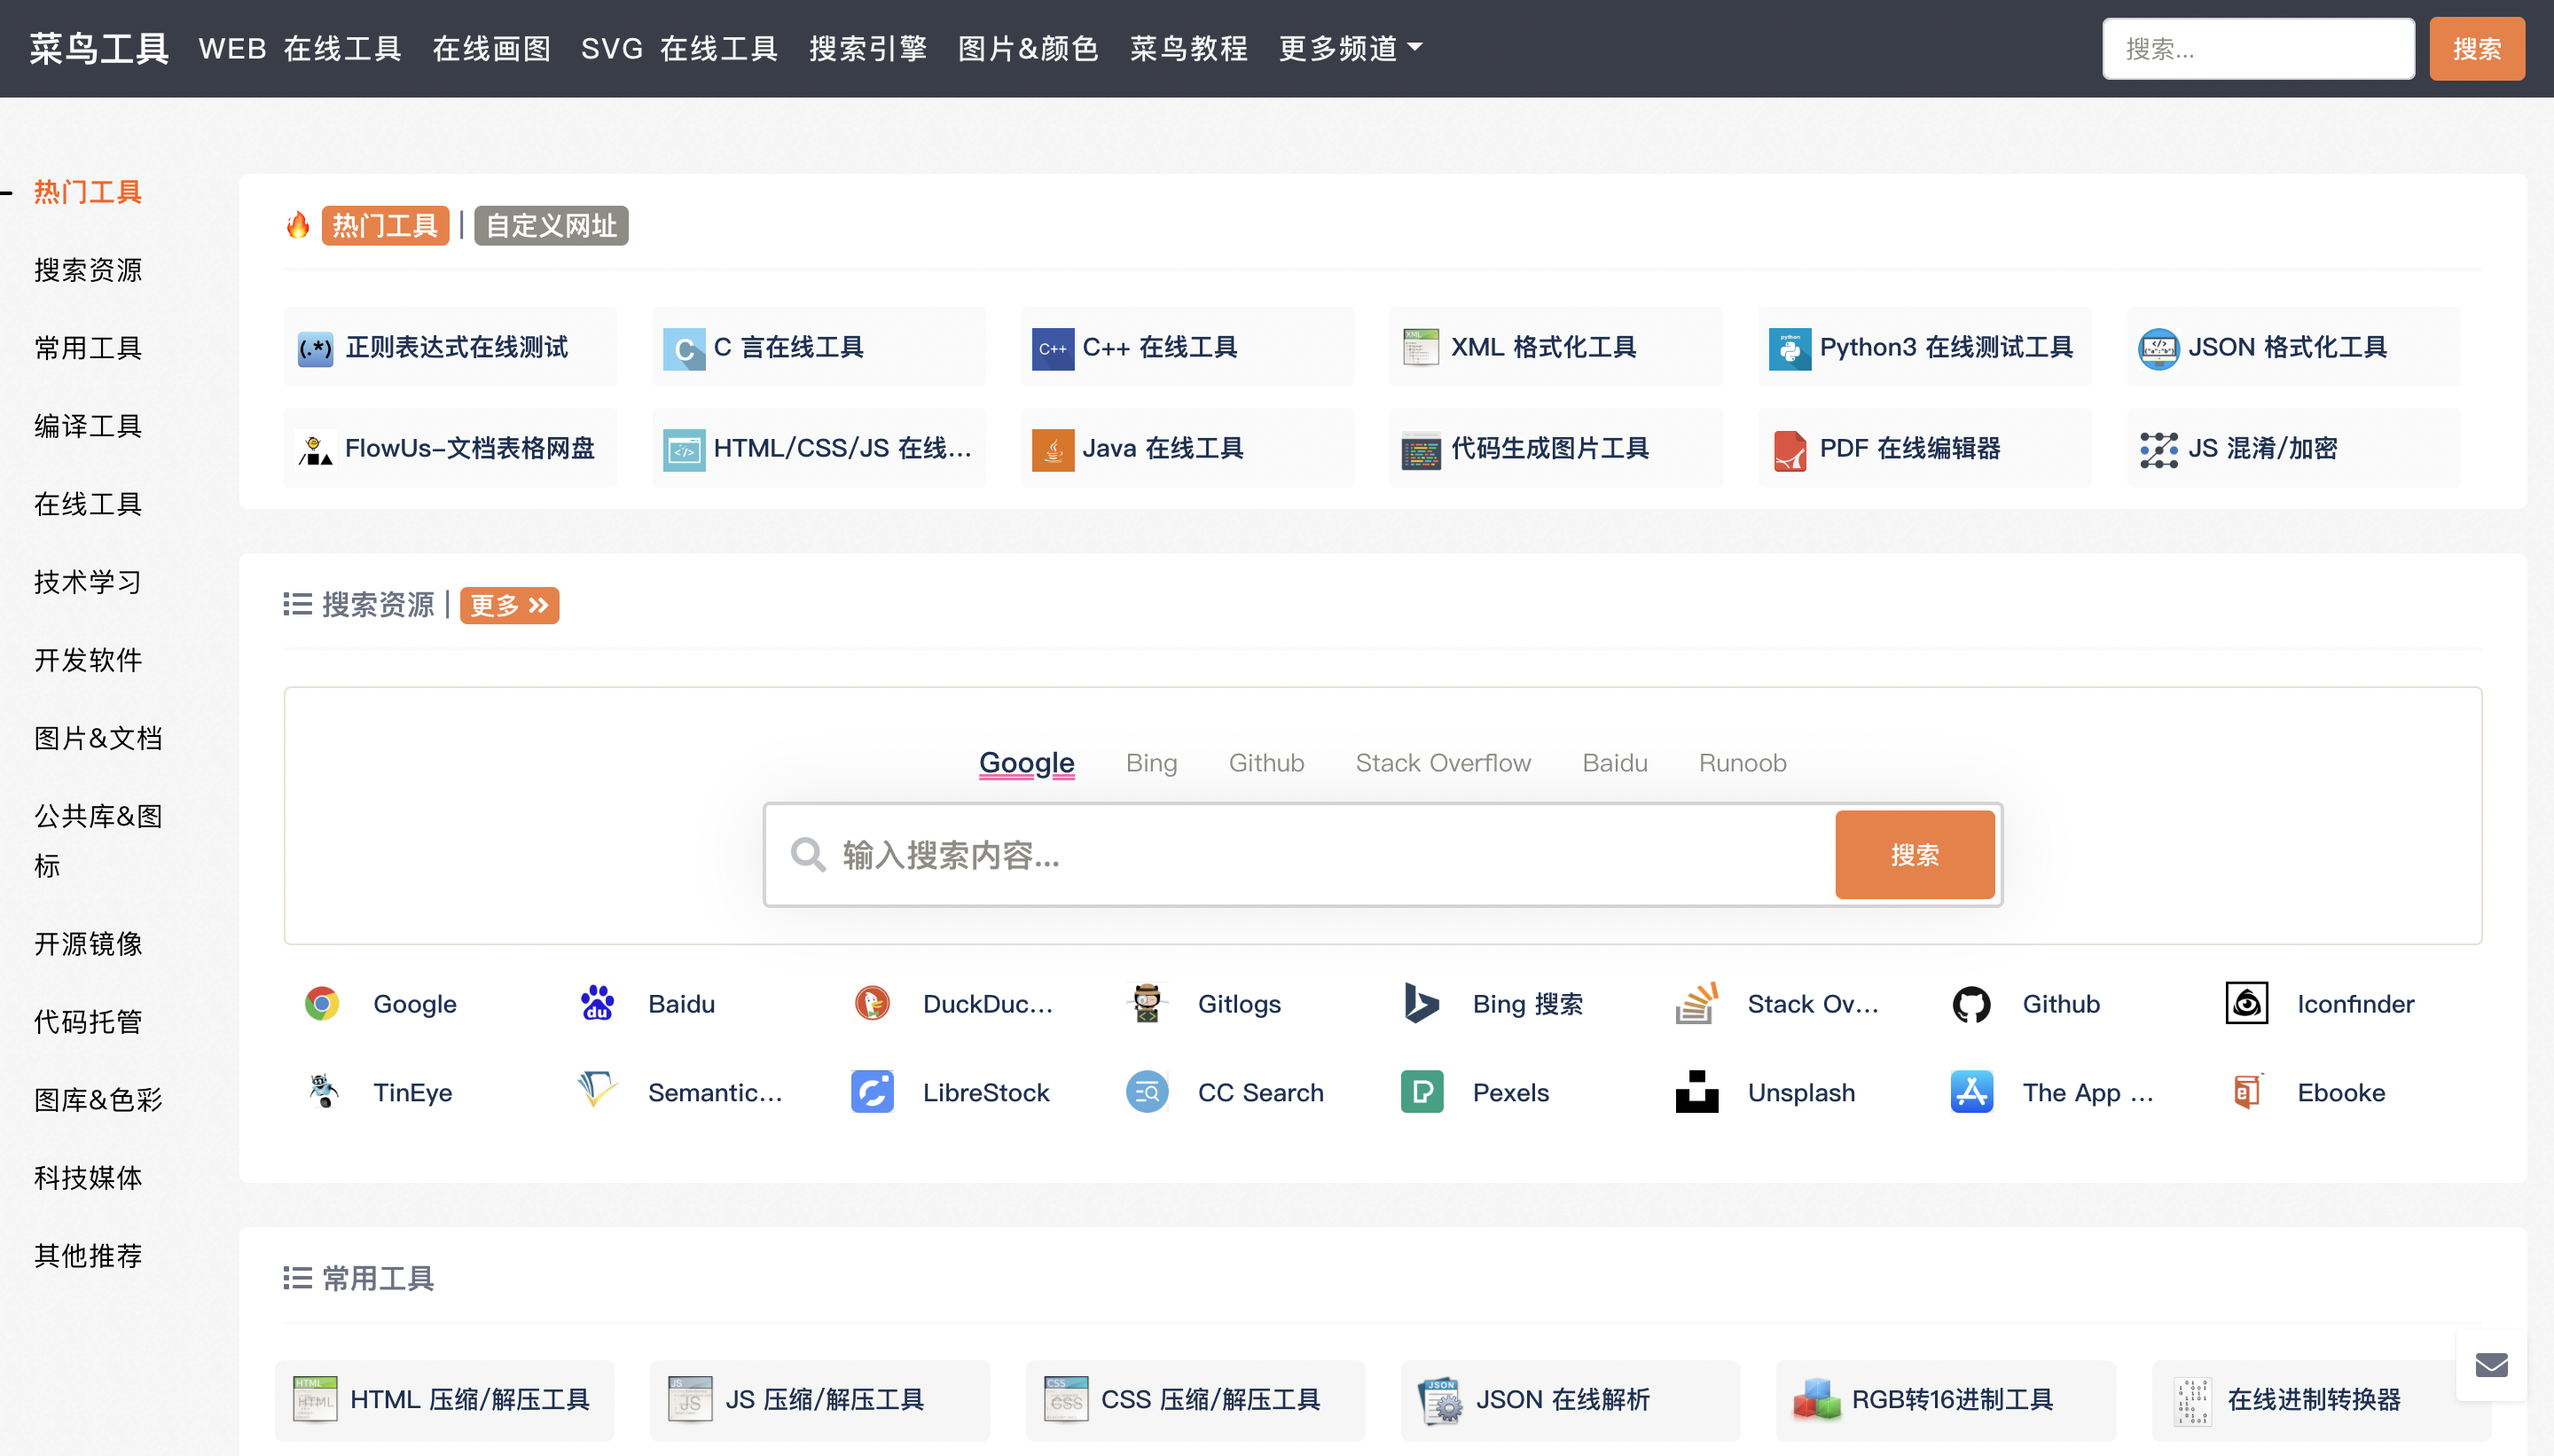 菜鸟工具 WEB 在线工具 在线画图 SVG 在线工具 搜索引擎 图片&颜色 菜鸟教程 更多频道 搜索... 搜索
热门工具
搜索资源
常用工具
编译工具
在线工具
技术学习
开发软件
图片&文档
公共库&图
标
开源镜像
代码托管
图库&色彩
科技媒体
其他推荐
热门工具 | 自定义网址
(.*) 正则表达式在线测试 C C 言在线工具 C++ C++ 在线工具 XML XML 格式化工具 python Python3 在线测试工具 JSON 格式化工具
FlowUs-文档表格网盘 HTML/CSS/JS 在线... Java 在线工具 代码生成图片工具 PDF 在线编辑器 JS 混淆/加密
搜索资源 | 更多
Google Bing Github Stack Overflow Baidu Runoob
输入搜索内容... 搜索
Google du Baidu DuckDuc... Gitlogs Bing 搜索 Stack Ov... Github Iconfinder
TinEye Semantic... LibreStock CC Search Pexels Unsplash The App ... Ebooke
常用工具
HTML HTML HTML 压缩/解压工具 JS JS JS 压缩/解压工具 CSS CSS CSS 压缩/解压工具 JSON JSON 在线解析 RGB转16进制工具 在线进制转换器